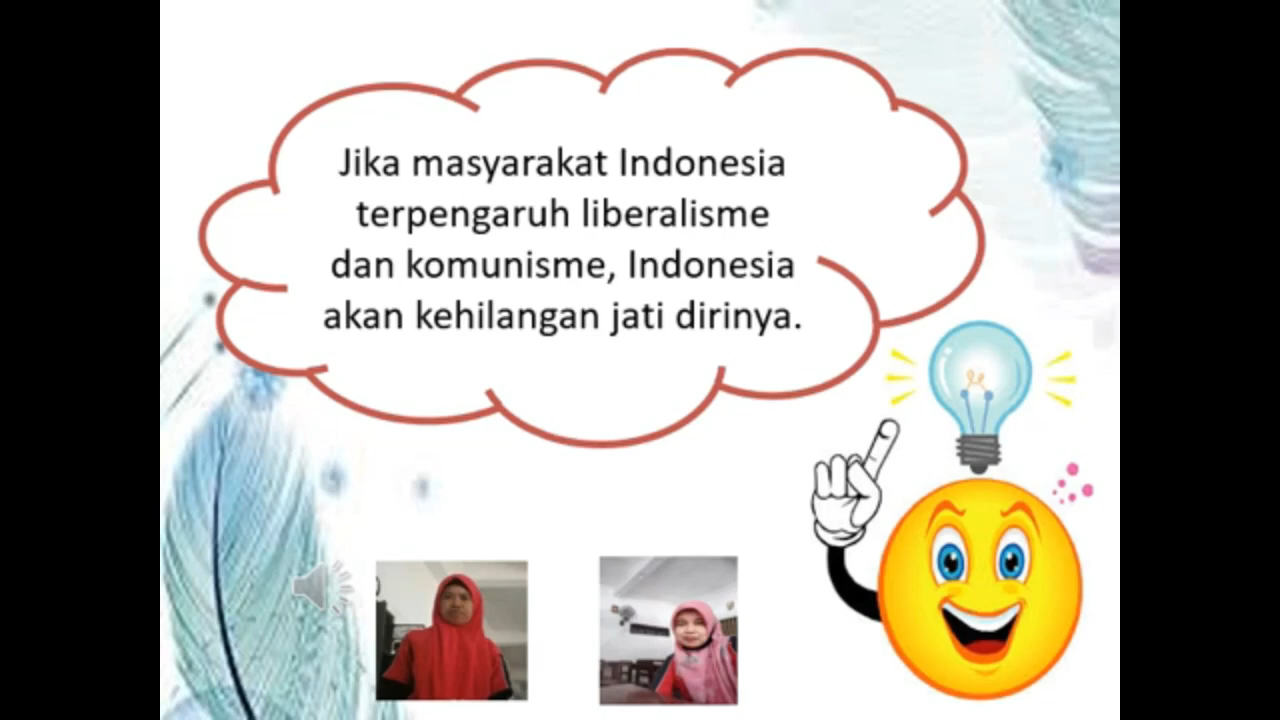 Jika masyarakat Indonesia
terpengaruh liberalisme
dan komunisme, Indonesia
akan kehilangan jati dirinya.